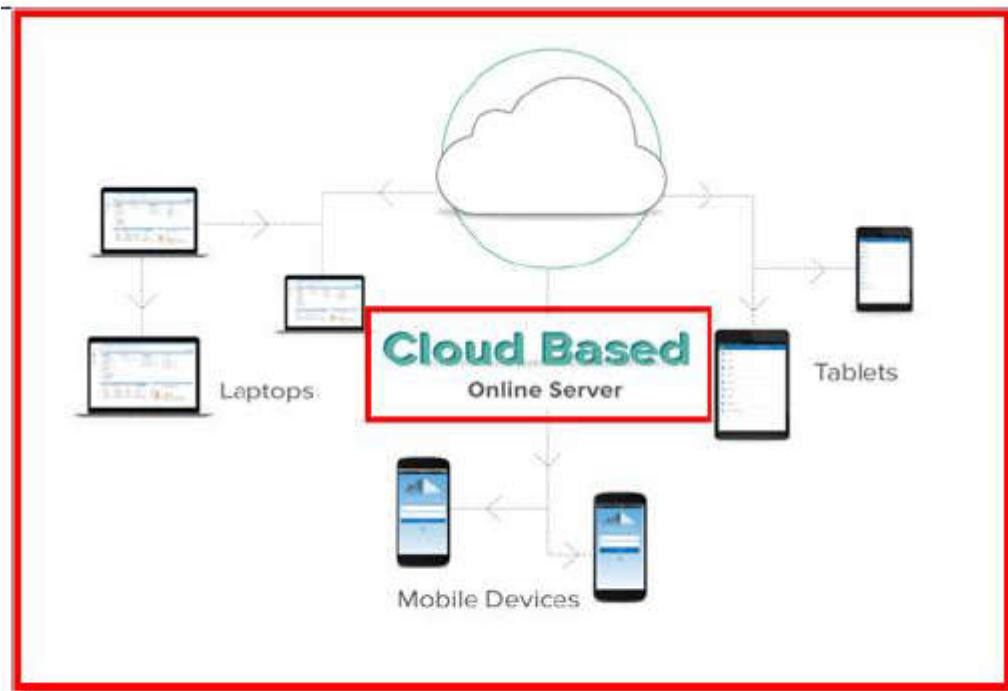 Cloud Based
Online Server
Laptops
Tablets
Mobile Devices